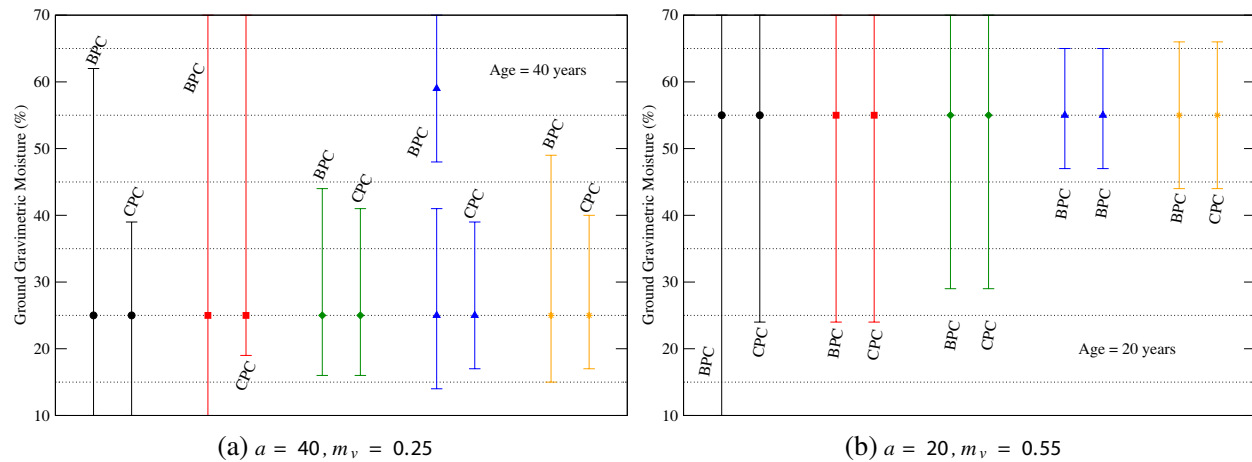 Ground Gravimetric Moisture (%)
70
60
50
40
30
20
10
BPC
CPC
BPC
CPC
BPC
CPC
BPC
CPC
BPC
CPC
Age = 40 years
(a) a = 40, m_v = 0.25
Ground Gravimetric Moisture (%)
70
60
50
40
30
20
10
BPC
CPC
BPC
CPC
BPC
CPC
BPC
BPC
BPC
CPC
Age = 20 years
(b) a = 20, m_v = 0.55